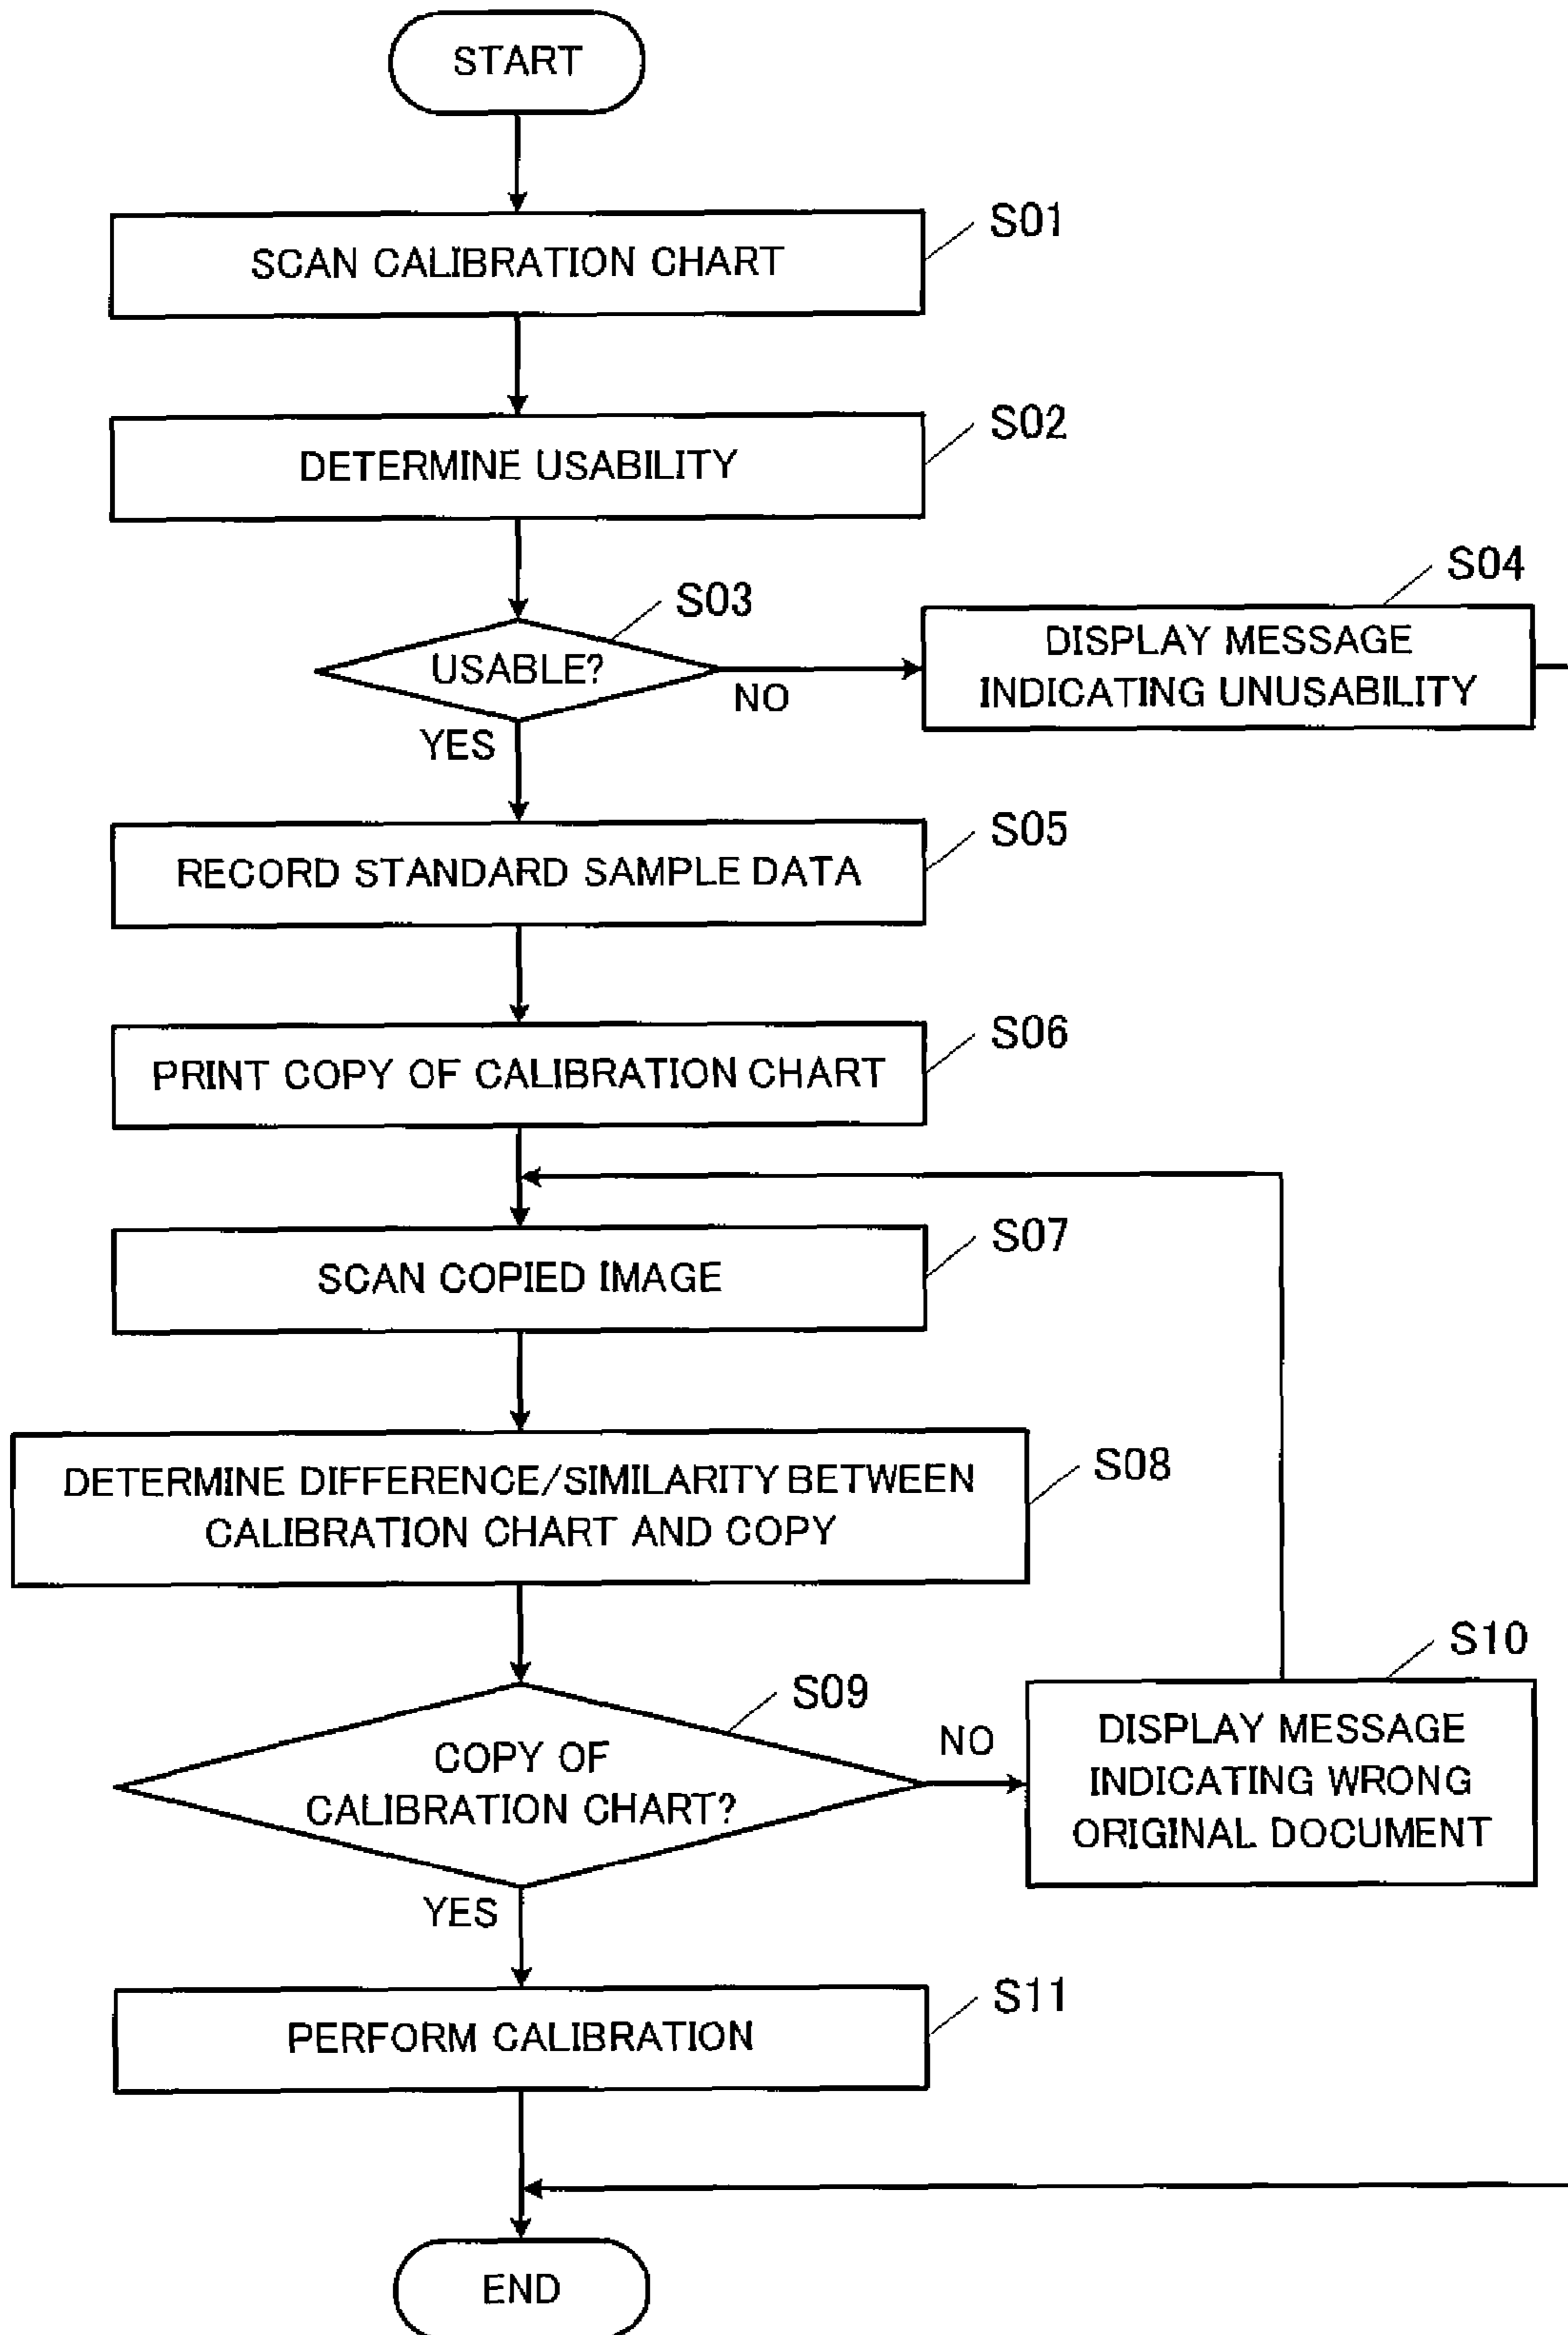 START
S01
SCAN CALIBRATION CHART
S02
DETERMINE USABILITY
S03
USABLE?
NO
YES
S04
DISPLAY MESSAGE
INDICATING UNUSABILITY
S05
RECORD STANDARD SAMPLE DATA
S06
PRINT COPY OF CALIBRATION CHART
S07
SCAN COPIED IMAGE
S08
DETERMINE DIFFERENCE/SIMILARITY BETWEEN
CALIBRATION CHART AND COPY
S09
COPY OF
CALIBRATION CHART?
NO
YES
S10
DISPLAY MESSAGE
INDICATING WRONG
ORIGINAL DOCUMENT
S11
PERFORM CALIBRATION
END